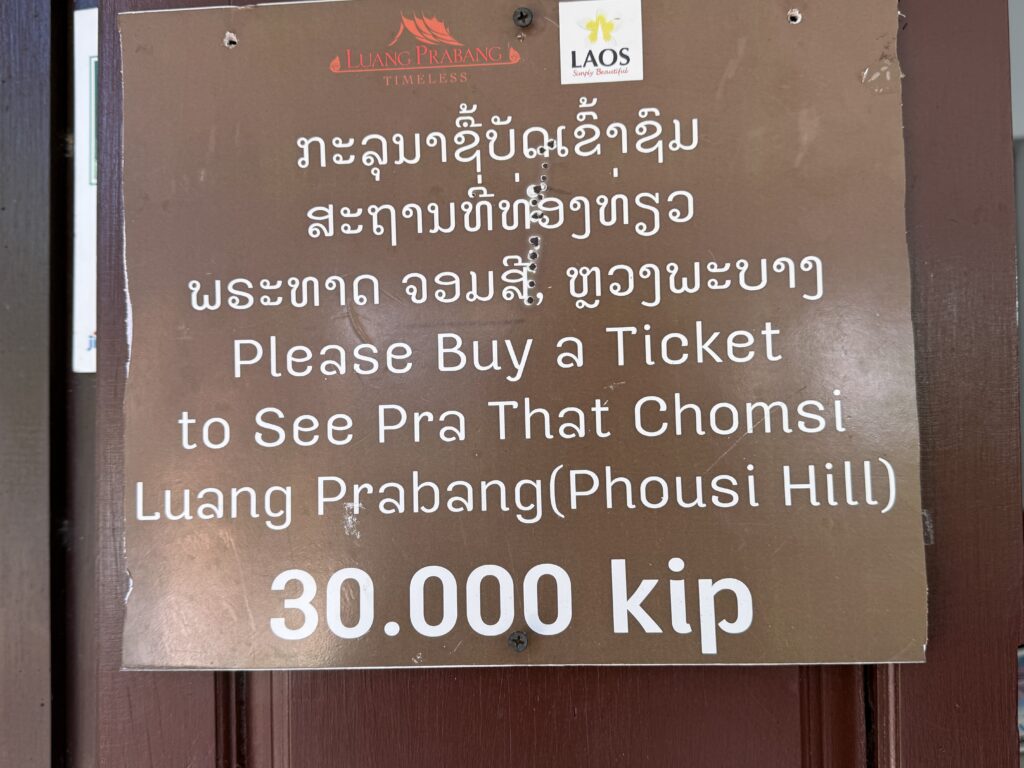 LUANG PRABANG
TIMELESS
LAOS
Simply Beautiful
ກະລຸນາຊື້ບັດເຂົ້າຊົມ
ສະຖານທີ່ທ່ອງທ່ຽວ
ພຣະທາດ ຈອມສີ, ຫຼວງພະບາງ
Please Buy a Ticket
to See Pra That Chomsi
Luang Prabang(Phousi Hill)
30.000 kip